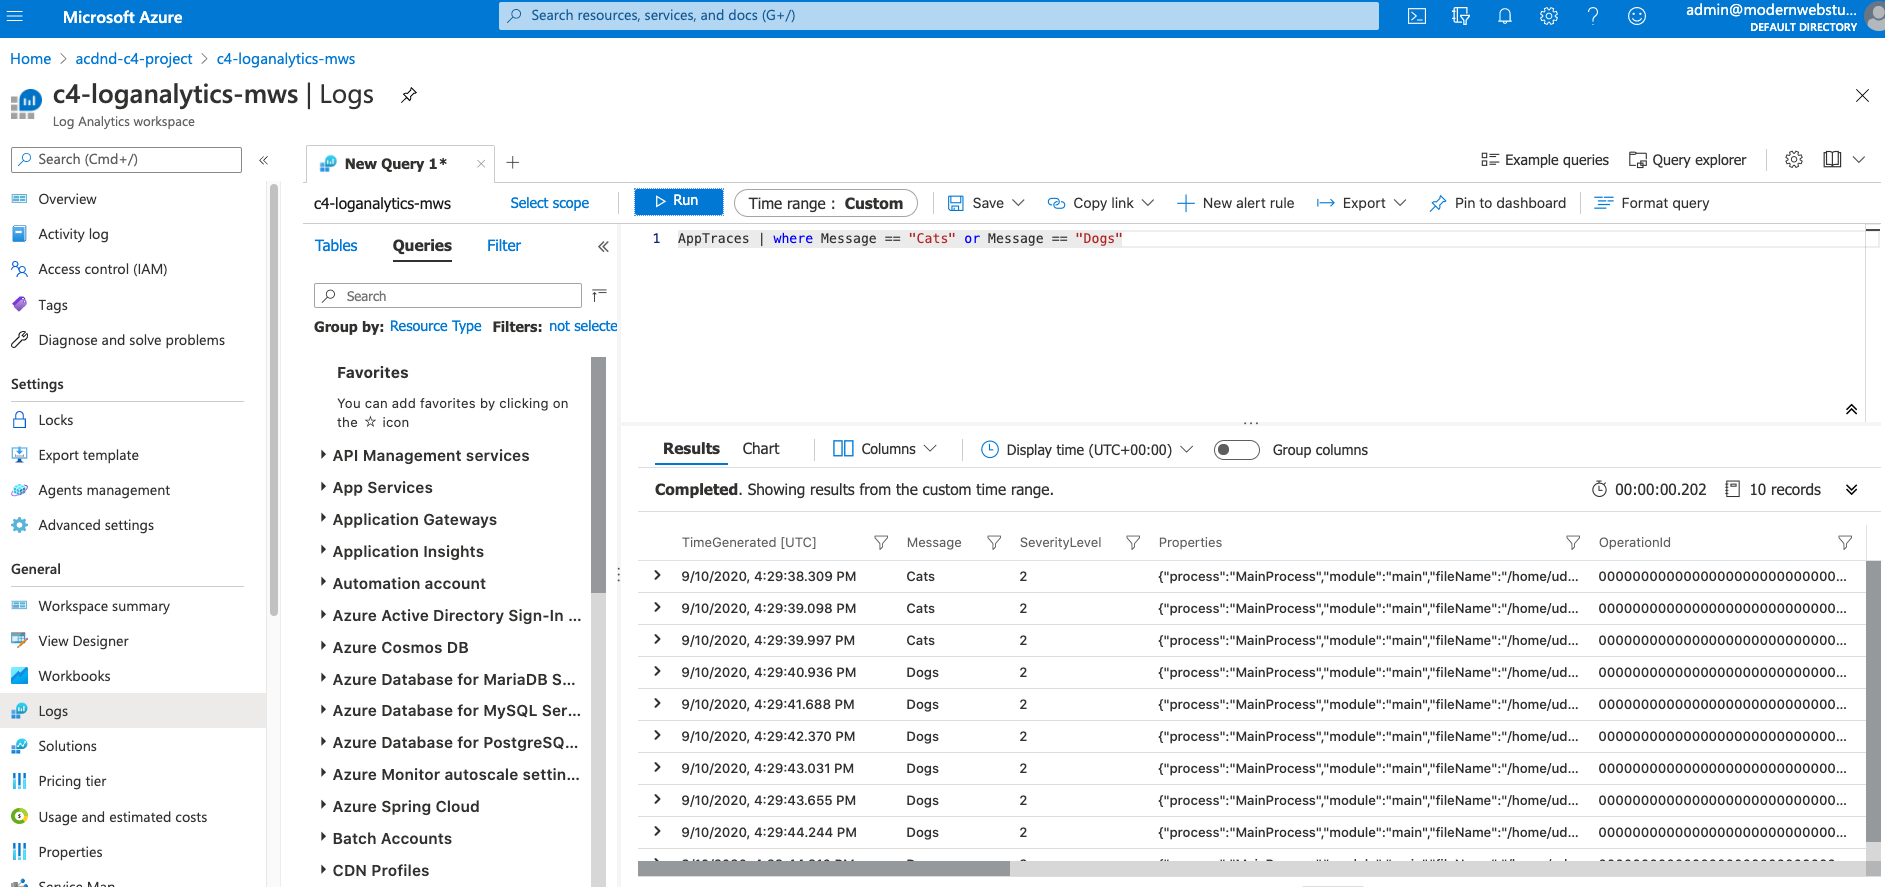 Microsoft Azure
Search resources, services, and docs (G+/)
admin@modernwebstu...
DEFAULT DIRECTORY
Home > acdnd-c4-project > c4-loganalytics-mws
c4-loganalytics-mws | Logs
Log Analytics workspace
Search (Cmd+/)
Overview
Activity log
Access control (IAM)
Tags
Diagnose and solve problems
Settings
Locks
Export template
Agents management
Advanced settings
General
Workspace summary
View Designer
Workbooks
Logs
Solutions
Pricing tier
Usage and estimated costs
Properties
Service Map
New Query 1*
Example queries
Query explorer
c4-loganalytics-mws
Select scope
Run
Time range : Custom
Save
Copy link
New alert rule
Export
Pin to dashboard
Format query
Tables
Queries
Filter
Search
Group by: Resource Type Filters: not selecte
Favorites
You can add favorites by clicking on
the ☆ icon
API Management services
App Services
Application Gateways
Application Insights
Automation account
Azure Active Directory Sign-In ...
Azure Cosmos DB
Azure Database for MariaDB S...
Azure Database for MySQL Ser...
Azure Database for PostgreSQ...
Azure Monitor autoscale settin...
Azure Spring Cloud
Batch Accounts
CDN Profiles
1 AppTraces | where Message == "Cats" or Message == "Dogs"
Results
Chart
Columns
Display time (UTC+00:00)
Group columns
Completed. Showing results from the custom time range.
00:00:00.202
10 records
TimeGenerated [UTC] Message SeverityLevel Properties OperationId
9/10/2020, 4:29:38.309 PM Cats 2 {"process":"MainProcess","module":"main","fileName":"/home/ud... 00000000000000000000000000...
9/10/2020, 4:29:39.098 PM Cats 2 {"process":"MainProcess","module":"main","fileName":"/home/ud... 00000000000000000000000000...
9/10/2020, 4:29:39.997 PM Cats 2 {"process":"MainProcess","module":"main","fileName":"/home/ud... 00000000000000000000000000...
9/10/2020, 4:29:40.936 PM Dogs 2 {"process":"MainProcess","module":"main","fileName":"/home/ud... 00000000000000000000000000...
9/10/2020, 4:29:41.688 PM Dogs 2 {"process":"MainProcess","module":"main","fileName":"/home/ud... 00000000000000000000000000...
9/10/2020, 4:29:42.370 PM Dogs 2 {"process":"MainProcess","module":"main","fileName":"/home/ud... 00000000000000000000000000...
9/10/2020, 4:29:43.031 PM Dogs 2 {"process":"MainProcess","module":"main","fileName":"/home/ud... 00000000000000000000000000...
9/10/2020, 4:29:43.655 PM Dogs 2 {"process":"MainProcess","module":"main","fileName":"/home/ud... 00000000000000000000000000...
9/10/2020, 4:29:44.244 PM Dogs 2 {"process":"MainProcess","module":"main","fileName":"/home/ud... 00000000000000000000000000...